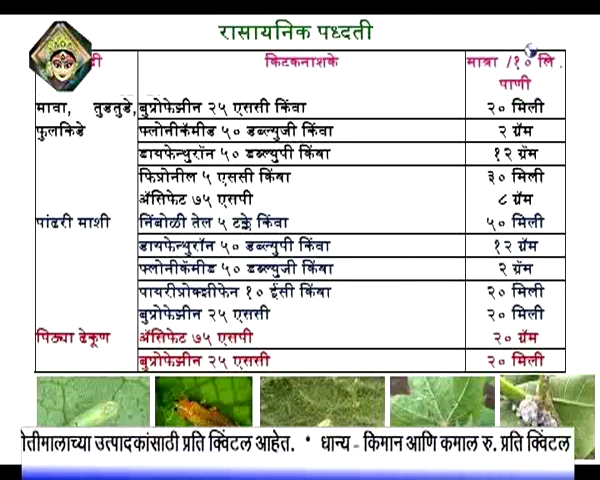 रासायनिक पध्दती
डी किटकनाशके मात्रा /१० लि .
पाणी
मावा, तुडतुडे, बुप्रोफेझीन २५ एससी किंवा २० मिली
फुलकिडे फ्लोनीकॅमीड ५० डब्ल्युजी किंवा २ ग्रॅम
डायफेन्थुरॉन ५० डब्ल्युपी किंवा १२ ग्रॅम
फिप्रोनील ५ एससी किंवा ३० मिली
ॲसिफेट ७५ एसपी ८ ग्रॅम
पांढरी माशी निंबोळी तेल ५ टक्के किंवा ५० मिली
डायफेन्थुरॉन ५० डब्ल्युपी किंवा १२ ग्रॅम
फ्लोनीकॅमीड ५० डब्ल्युजी किंवा २ ग्रॅम
पायरीप्रोक्झीफेन १० ईसी किंवा २० मिली
बुप्रोफेझीन २५ एससी २० मिली
पिठ्या ढेकूण ॲसिफेट ७५ एसपी २० ग्रॅम
बुप्रोफेझीन २५ एससी २० मिली
ोतीमालाच्या उत्पादकांसाठी प्रति क्विंटल आहेत. * धान्य - किमान आणि कमाल रु. प्रति क्विंटल